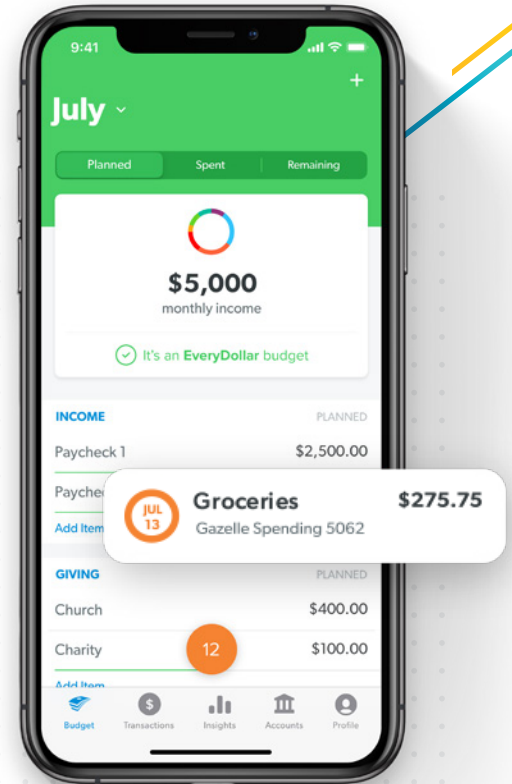 9:41
+
July
Planned Spent Remaining
$5,000
monthly income
It's an EveryDollar budget
INCOME PLANNED
Paycheck 1 $2,500.00
Groceries $275.75
JUL
13
Gazelle Spending 5062
Add Item
GIVING PLANNED
Church $400.00
Charity 12 $100.00
Add Item
$
Budget Transactions Insights Accounts Profile